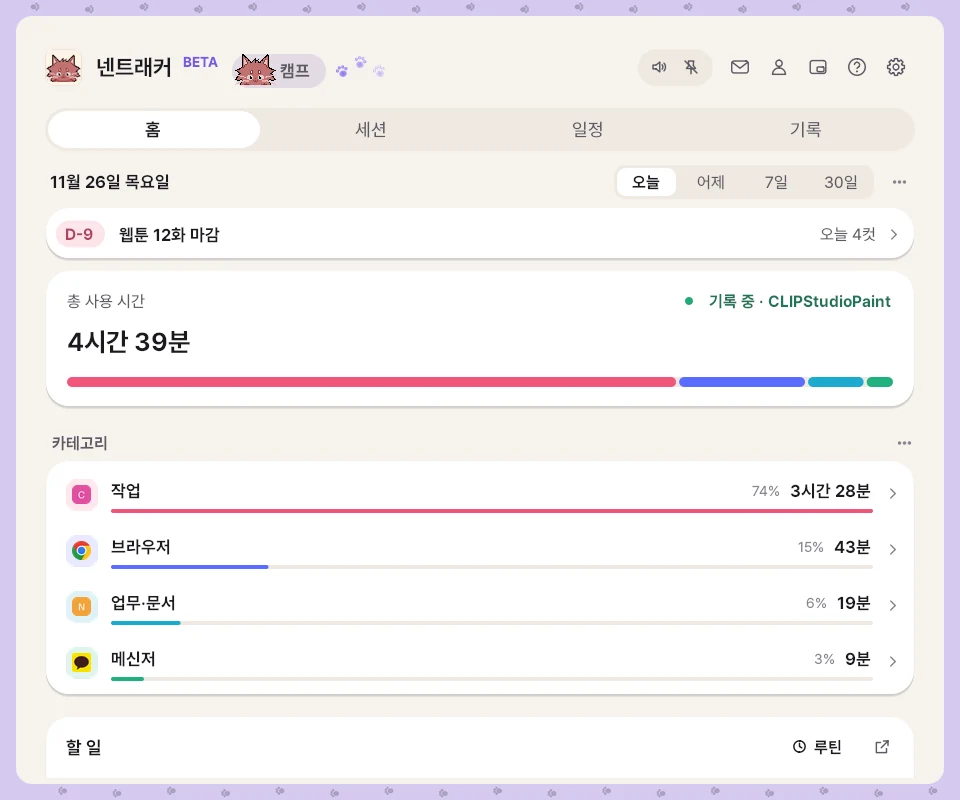 넨트래커 BETA 캠프
홈 세션 일정 기록
11월 26일 목요일 오늘 어제 7일 30일
D-9 웹툰 12화 마감 오늘 4컷
총 사용 시간 기록 중 · CLIPStudioPaint
4시간 39분
카테고리
C 작업 74% 3시간 28분
브라우저 15% 43분
N 업무·문서 6% 19분
메신저 3% 9분
할 일 루틴